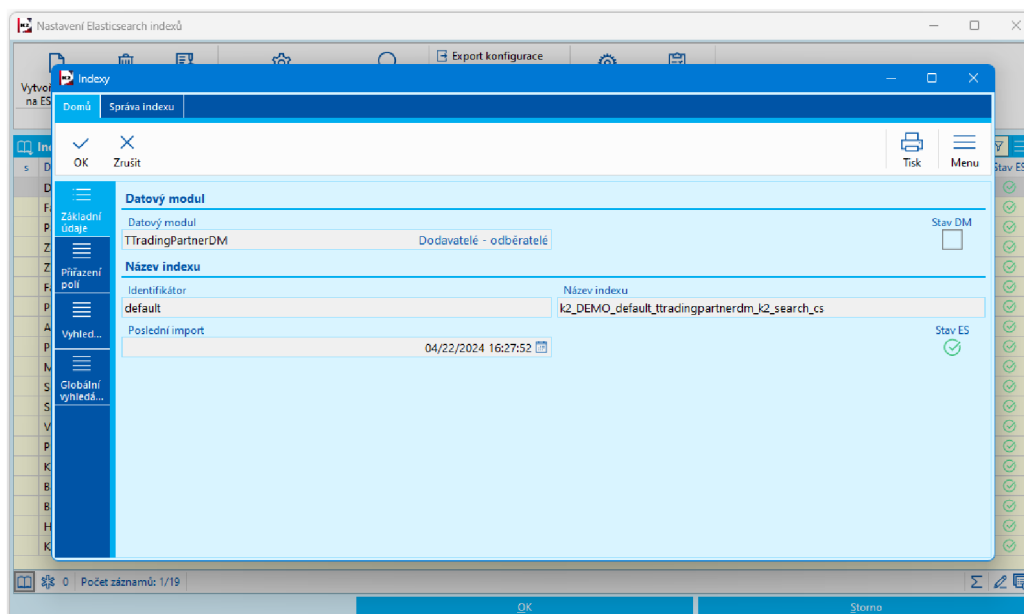 Nastavení Elasticsearch indexů
Export konfigurace
na ES
Indexy
Domů
Správa indexu
OK
Zrušit
Tisk
Menu
s
Stav ES
Základní
údaje
Přiřazení
polí
Vyhled...
Globální
vyhledá...
Datový modul
Datový modul
Stav DM
TTradingPartnerDM
Dodavatelé - odběratelé
Název indexu
Identifikátor
Název indexu
default
k2_DEMO_default_ttradingpartnerdm_k2_search_cs
Poslední import
Stav ES
04/22/2024 16:27:52
0
Počet záznamů: 1/19
OK
Storno